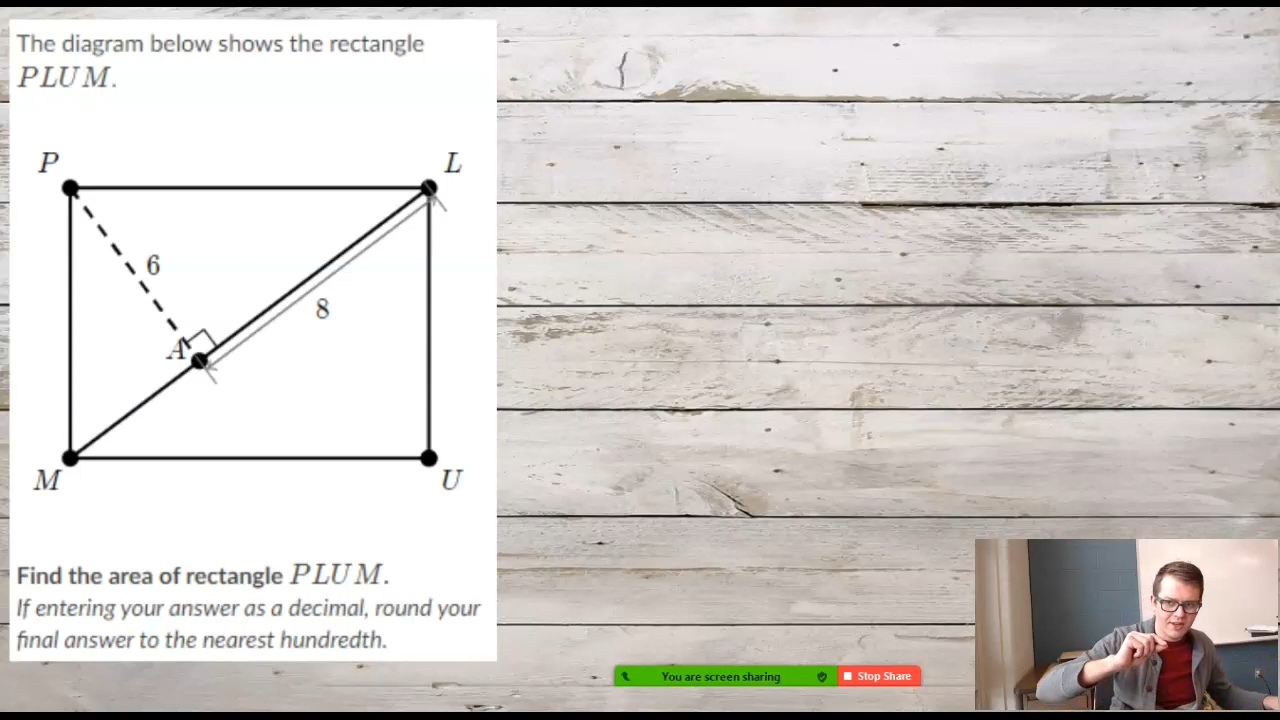 The diagram below shows the rectangle
PLUM.
P
L
6
8
A
M
U
Find the area of rectangle PLUM.
If entering your answer as a decimal, round your
final answer to the nearest hundredth.
You are screen sharing
Stop Share